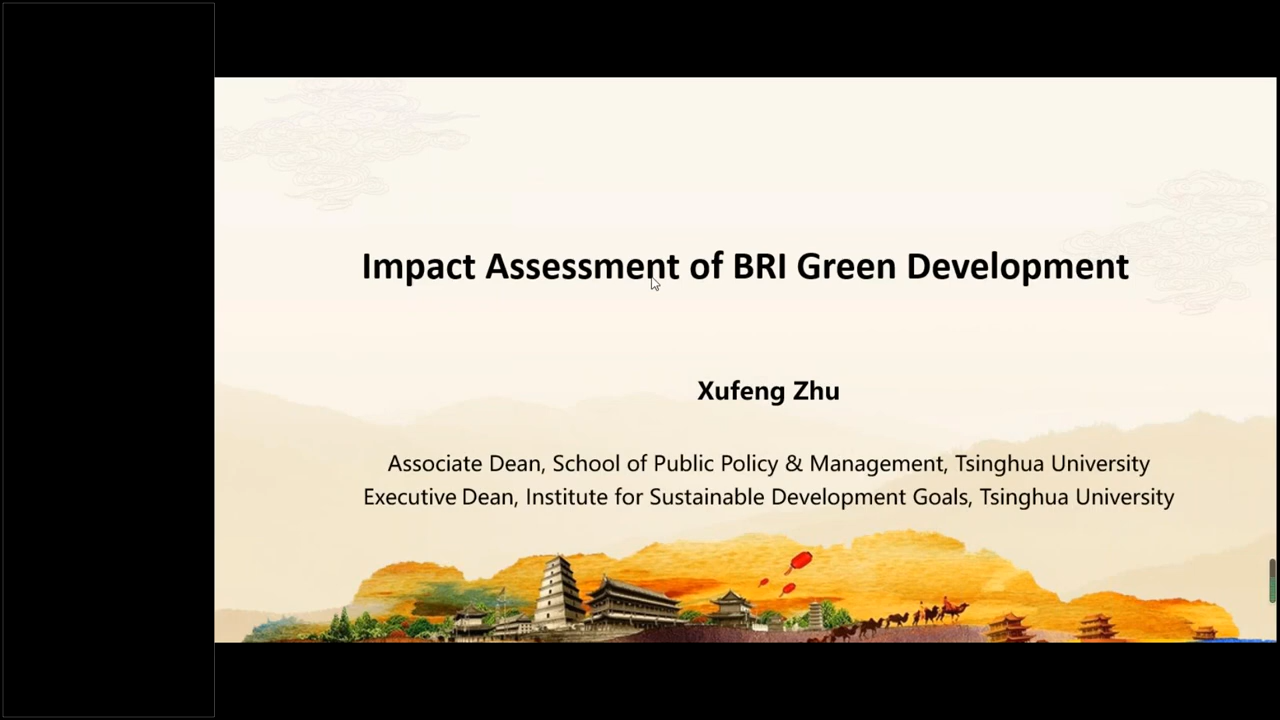 Impact Assessment of BRI Green Development
Xufeng Zhu
Associate Dean, School of Public Policy & Management, Tsinghua University
Executive Dean, Institute for Sustainable Development Goals, Tsinghua University